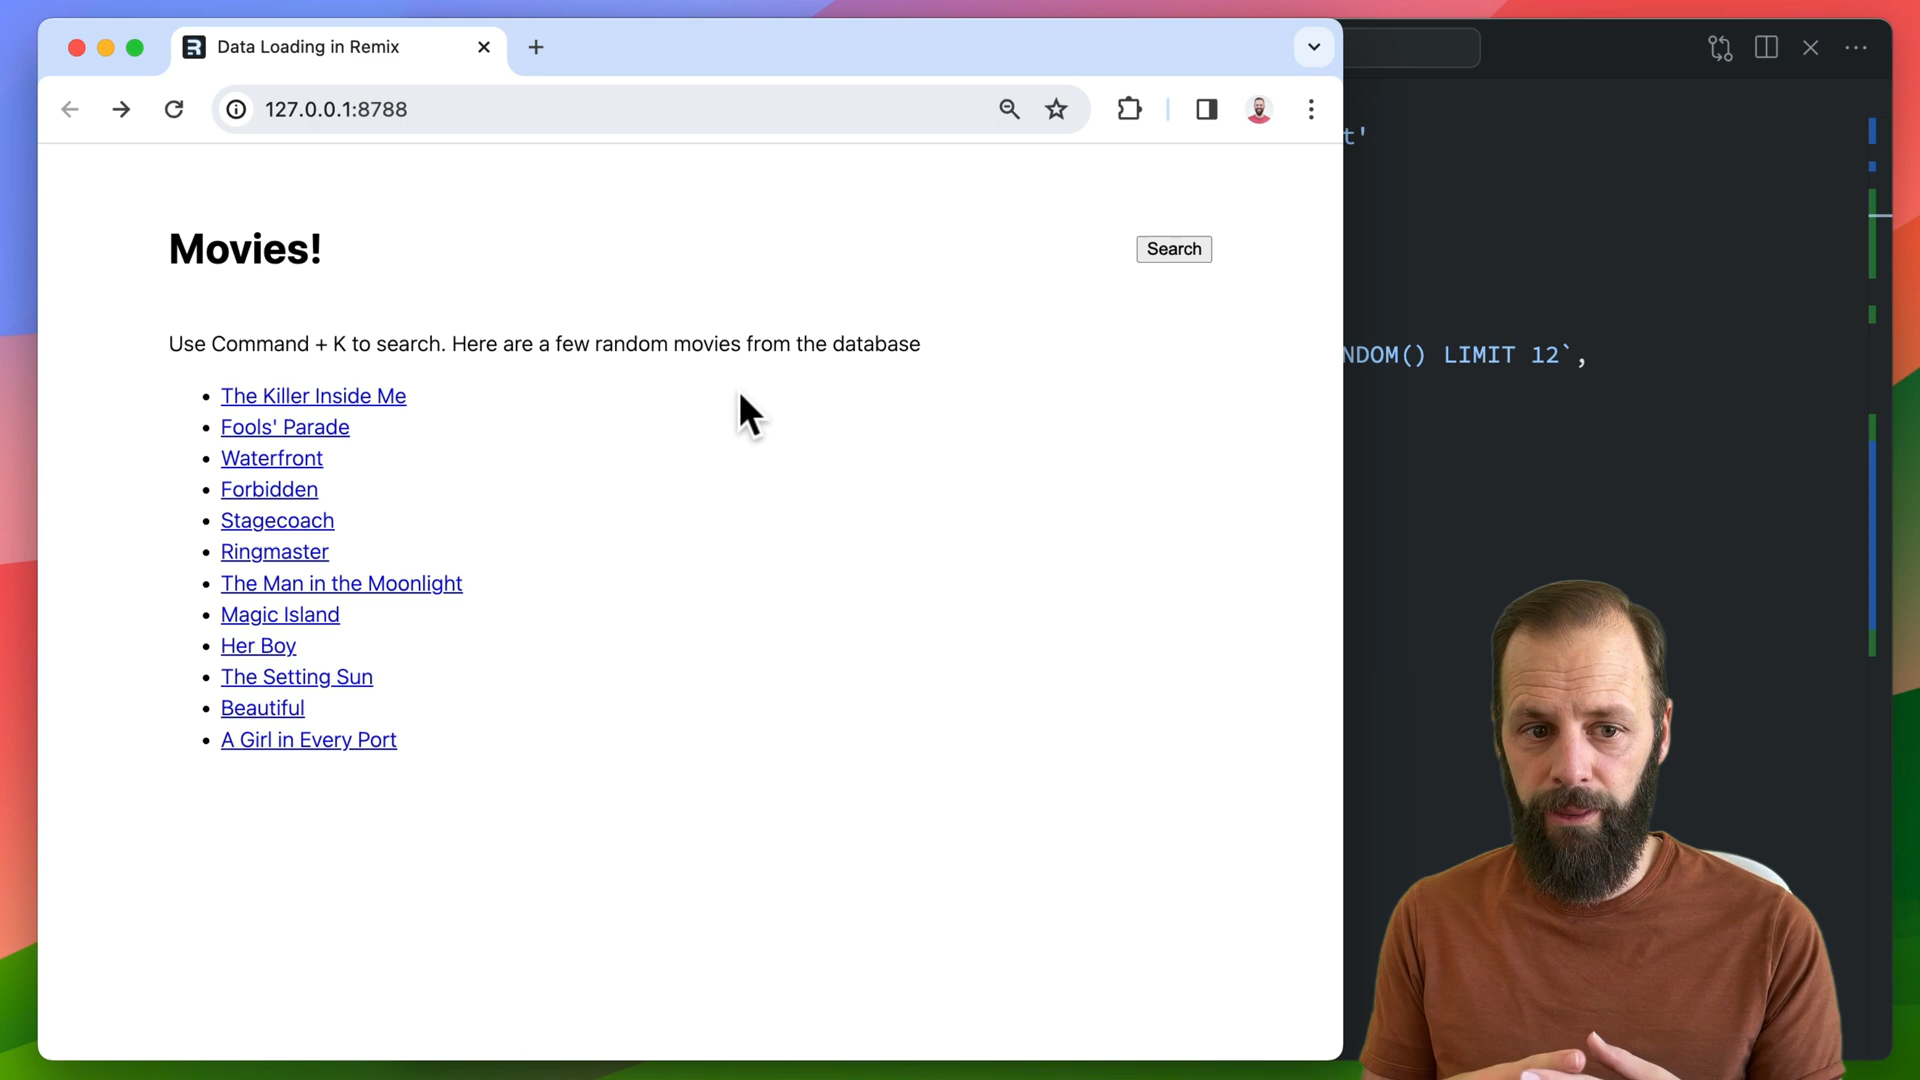 Data Loading in Remix
127.0.0.1:8788
t'
Movies!
Search
Use Command + K to search. Here are a few random movies from the database
NDOM() LIMIT 12`,
The Killer Inside Me
Fools' Parade
Waterfront
Forbidden
Stagecoach
Ringmaster
The Man in the Moonlight
Magic Island
Her Boy
The Setting Sun
Beautiful
A Girl in Every Port